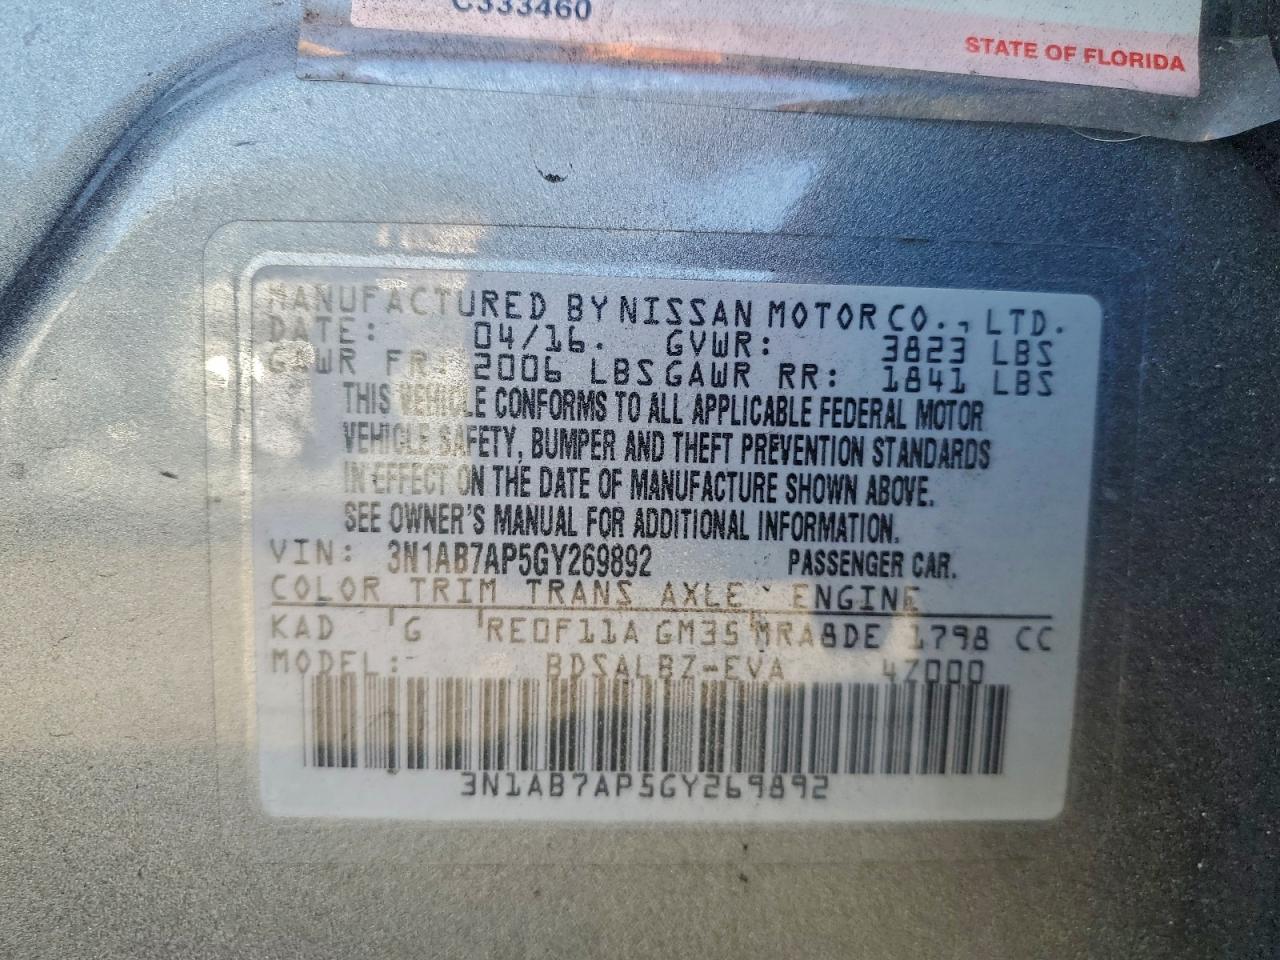 C333460
STATE OF FLORIDA
MANUFACTURED BY NISSAN MOTOR CO., LTD.
DATE: 04/16. GVWR: 3823 LBS
GAWR FR: 2006 LBS GAWR RR: 1841 LBS
THIS VEHICLE CONFORMS TO ALL APPLICABLE FEDERAL MOTOR
VEHICLE SAFETY, BUMPER AND THEFT PREVENTION STANDARDS
IN EFFECT ON THE DATE OF MANUFACTURE SHOWN ABOVE.
SEE OWNER'S MANUAL FOR ADDITIONAL INFORMATION.
VIN: 3N1AB7AP5GY269892 PASSENGER CAR.
COLOR TRIM TRANS AXLE ENGINE
KAD G RE0F11A GM35 MRA8DE 1798 CC
MODEL: BDSALBZ-EVA 4Z000
3N1AB7AP5GY269892